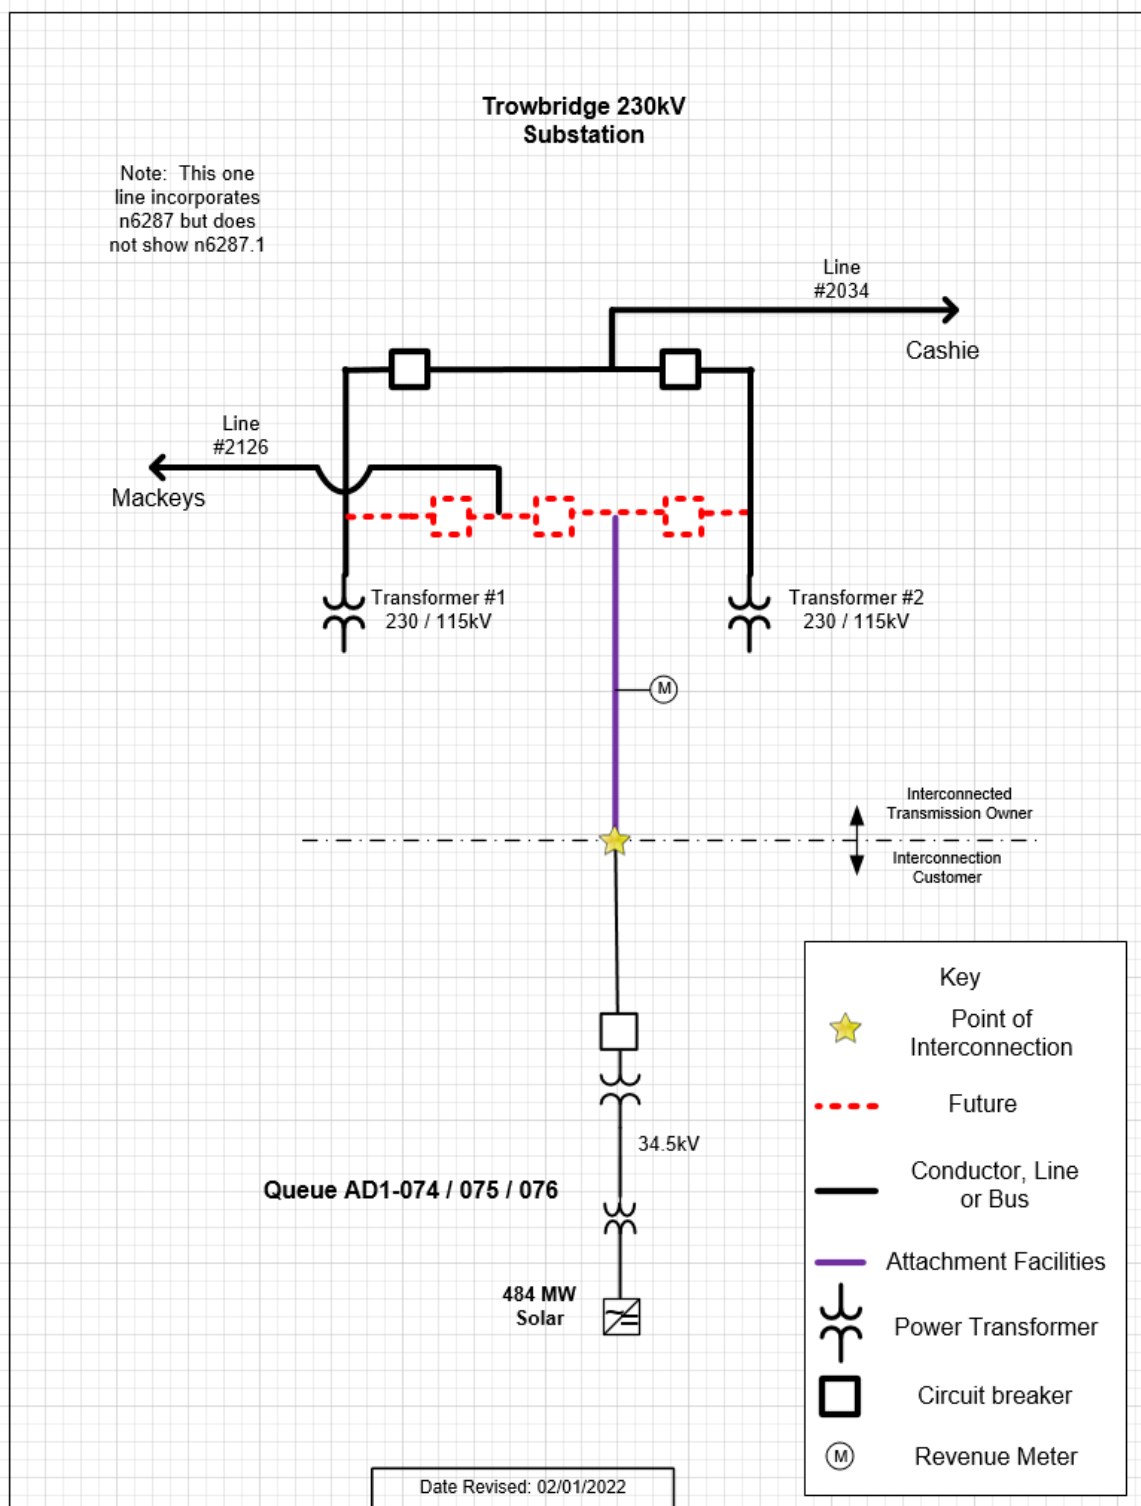 Trowbridge 230kV
Substation
Note: This one
line incorporates
n6287 but does
not show n6287.1
Line
#2034
Cashie
Line
#2126
Mackeys
Transformer #1
230 / 115kV
Transformer #2
230 / 115kV
M
Interconnected
Transmission Owner
Interconnection
Customer
34.5kV
Queue AD1-074 / 075 / 076
484 MW
Solar
Key
Point of
Interconnection
Future
Conductor, Line
or Bus
Attachment Facilities
Power Transformer
Circuit breaker
M
Revenue Meter
Date Revised: 02/01/2022